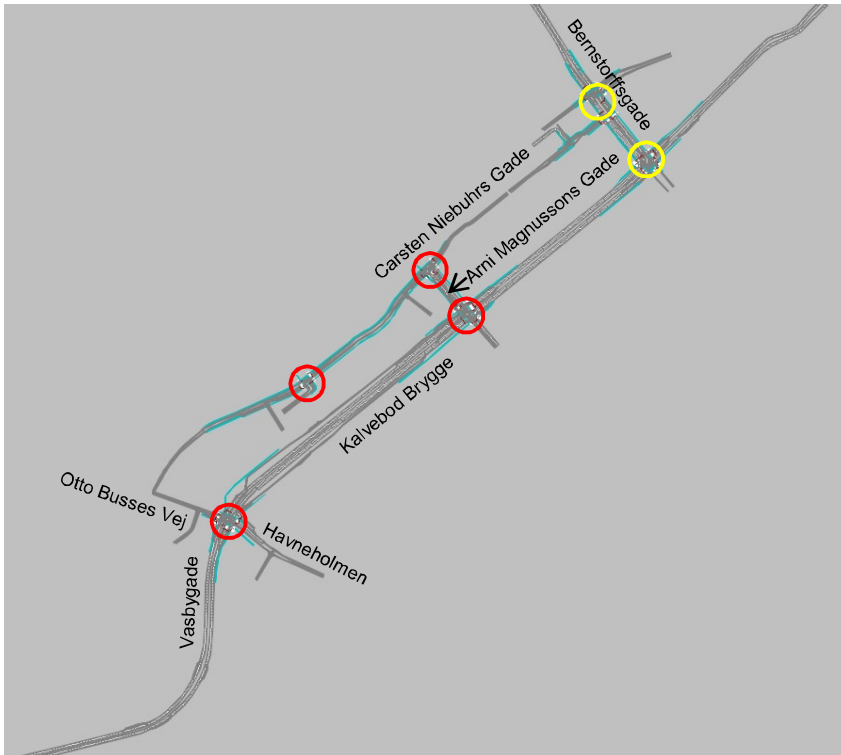 Bernstorffsgade
Carsten Niebuhrs Gade
Arni Magnussons Gade
Kalvebod Brygge
Otto Busses Vej
Havneholmen
Vasbygade